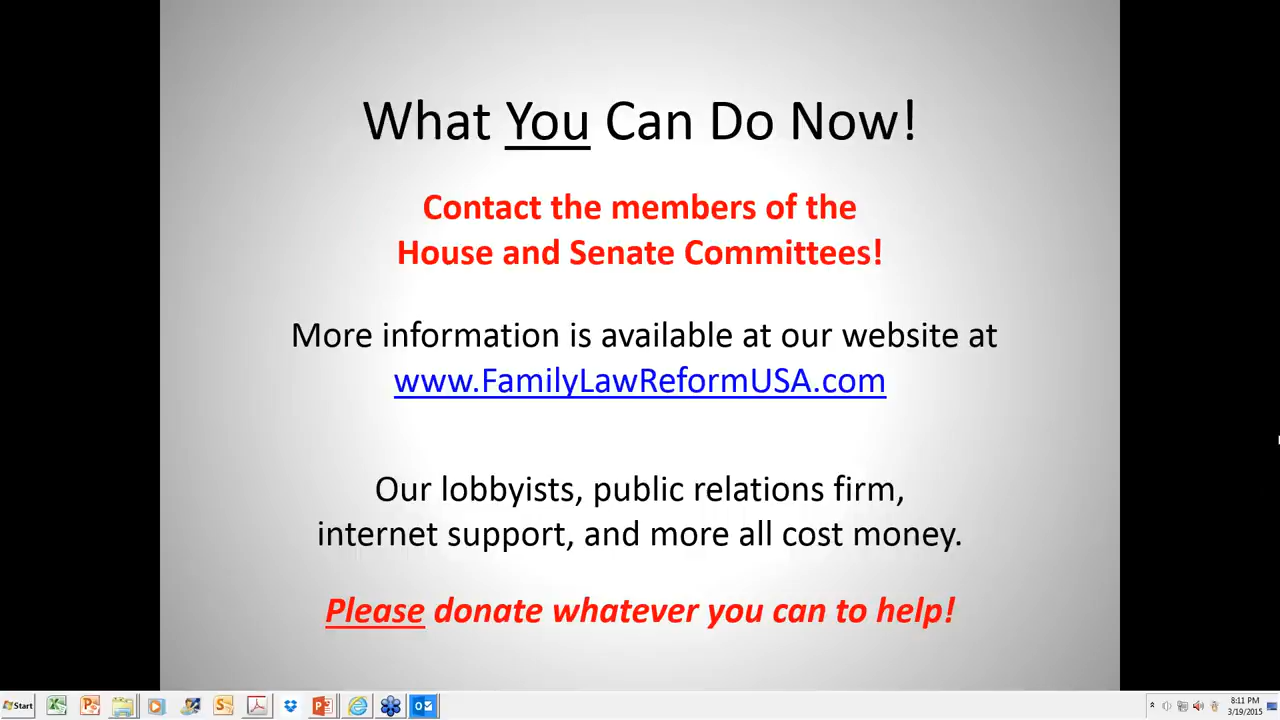 What You Can Do Now!
Contact the members of the
House and Senate Committees!
More information is available at our website at
www.FamilyLawReformUSA.com
Our lobbyists, public relations firm,
internet support, and more all cost money.
Please donate whatever you can to help!
Start
8:11 PM
3/19/2015